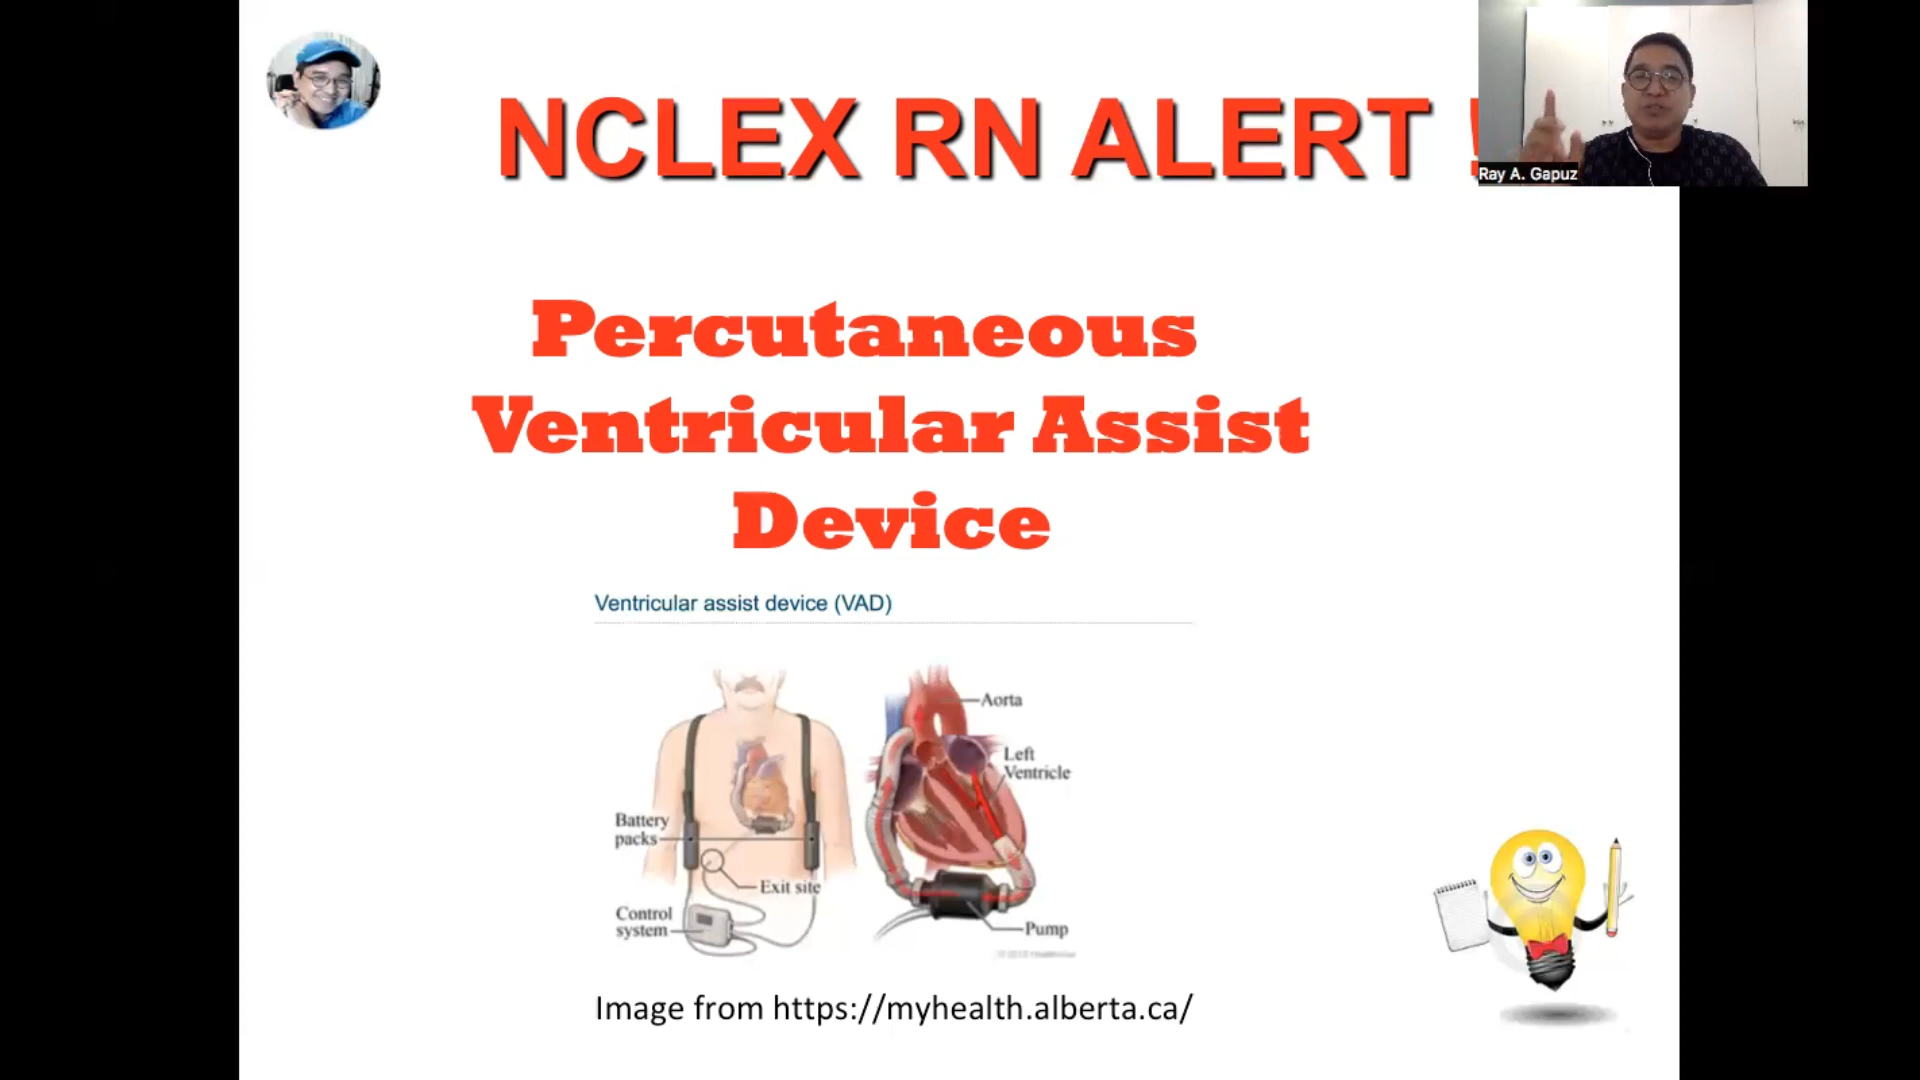 NCLEX RN ALERT !
Ray A. Gapuz
Percutaneous
Ventricular Assist
Device
Ventricular assist device (VAD)
Aorta
Left
Ventricle
Battery
packs
Exit site
Control
system
Pump
Image from https://myhealth.alberta.ca/